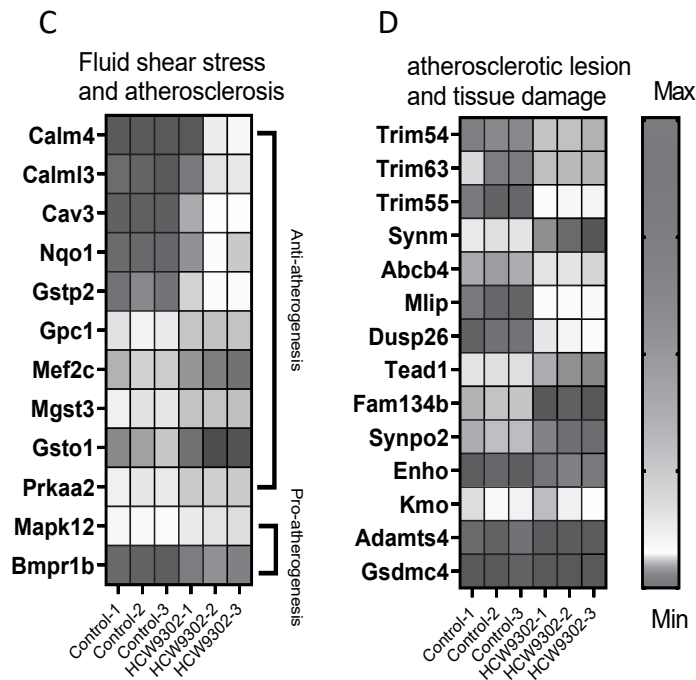 C
Fluid shear stress
and atherosclerosis
Calm4
Calml3
Cav3
Nqo1
Gstp2
Gpc1
Mef2c
Mgst3
Gsto1
Prkaa2
Mapk12
Bmpr1b
Anti-atherogenesis
Pro-atherogenesis
Control-1
Control-2
Control-3
HCW9302-1
HCW9302-2
HCW9302-3
D
atherosclerotic lesion
and tissue damage
Trim54
Trim63
Trim55
Synm
Abcb4
Mlip
Dusp26
Tead1
Fam134b
Synpo2
Enho
Kmo
Adamts4
Gsdmc4
Control-1
Control-2
Control-3
HCW9302-1
HCW9302-2
HCW9302-3
Max
Min